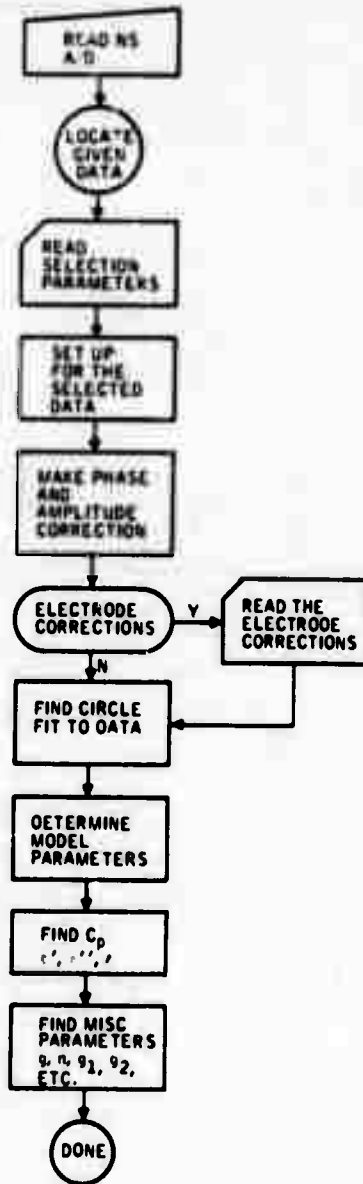 READ NS
A/D
LOCATE
GIVEN
DATA
READ
SELECTION
PARAMETERS
SET UP
FOR THE
SELECTED
DATA
MAKE PHASE
AND
AMPLITUDE
CORRECTION
ELECTRODE
CORRECTIONS
Y
READ THE
ELECTRODE
CORRECTIONS
N
FIND CIRCLE
FIT TO DATA
DETERMINE
MODEL
PARAMETERS
FIND Cp
FIND MISC
PARAMETERS
g, n, g1, g2,
ETC.
DONE